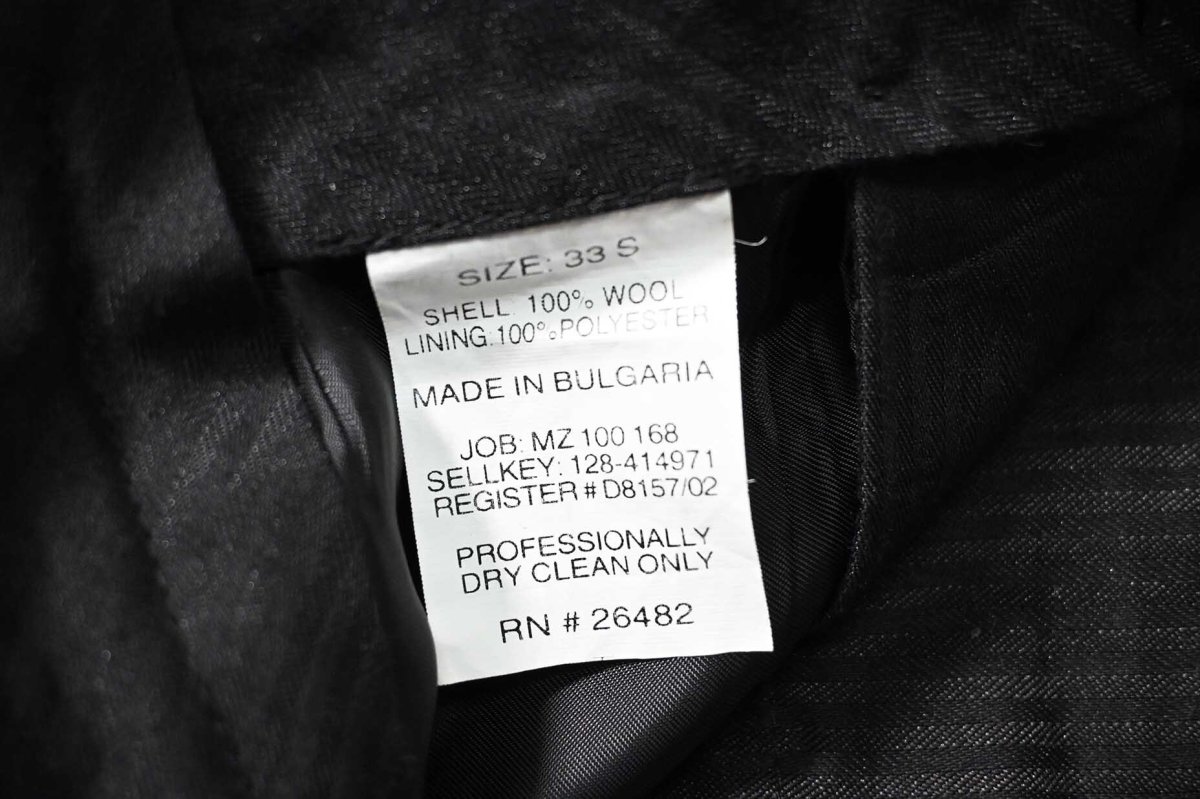 SIZE: 33 S
SHELL: 100% WOOL
LINING: 100% POLYESTER
MADE IN BULGARIA
JOB: MZ 100 168
SELLKEY: 128-414971
REGISTER # D8157/02
PROFESSIONALLY
DRY CLEAN ONLY
RN # 26482